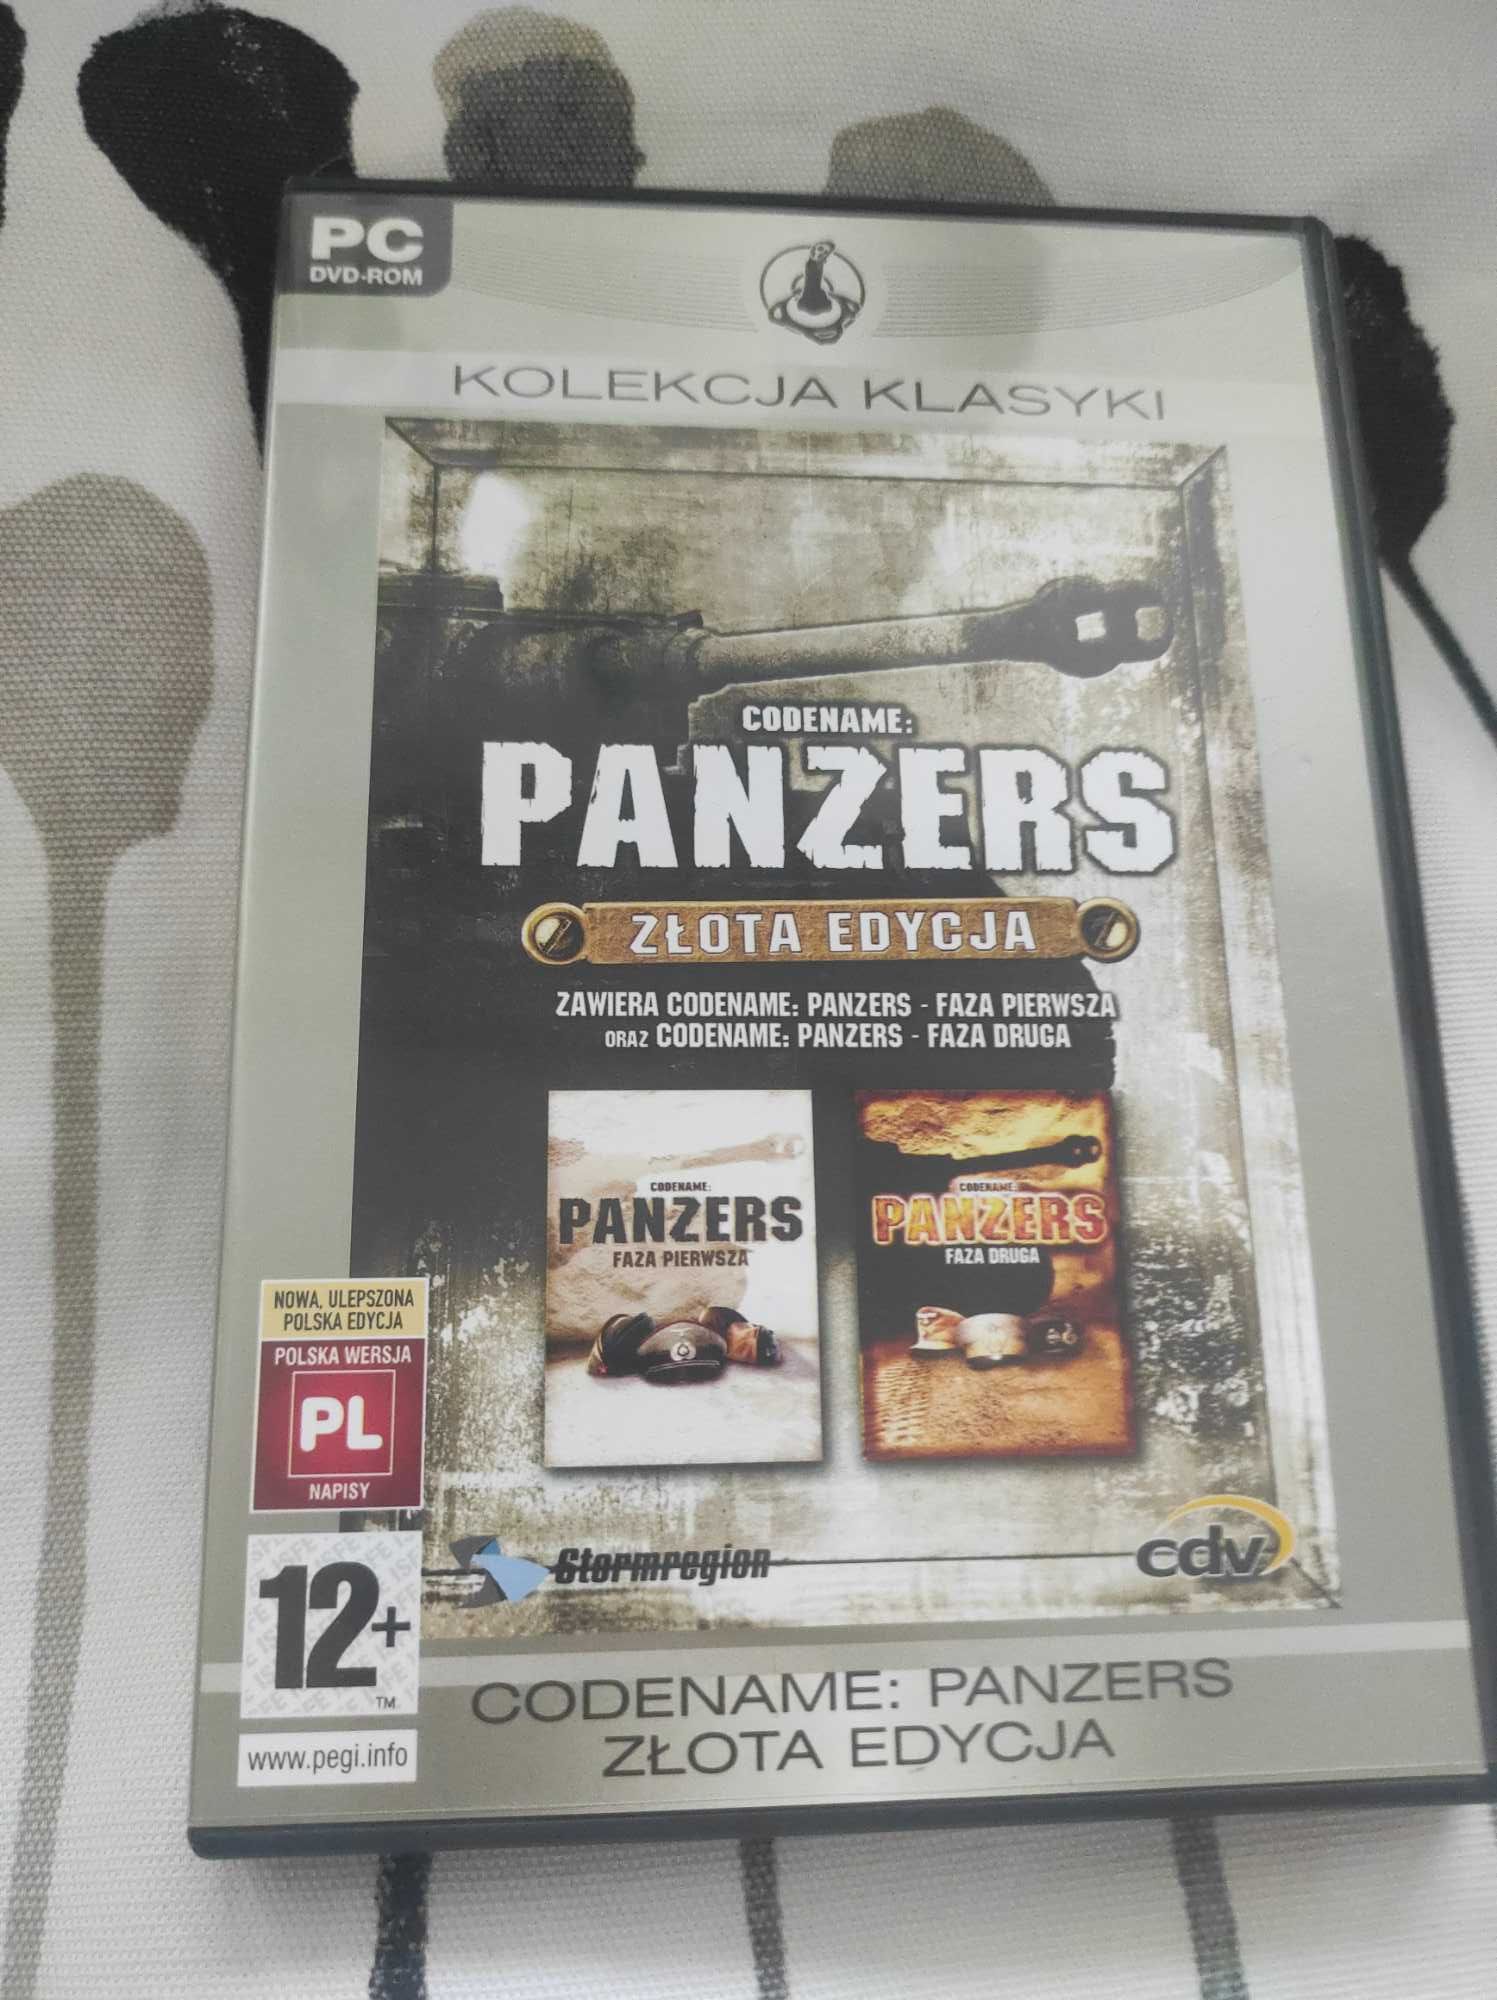 PC
DVD-ROM
KOLEKCJA KLASYKI
CODENAME:
PANZERS
ZŁOTA EDYCJA
ZAWIERA CODENAME: PANZERS - FAZA PIERWSZA
ORAZ CODENAME: PANZERS - FAZA DRUGA
CODENAME:
PANZERS
FAZA PIERWSZA
CODENAME:
PANZERS
FAZA DRUGA
NOWA, ULEPSZONA
POLSKA EDYCJA
POLSKA WERSJA
PL
NAPISY
12+
TM
www.pegi.info
Stormregion
cdv
CODENAME: PANZERS
ZŁOTA EDYCJA